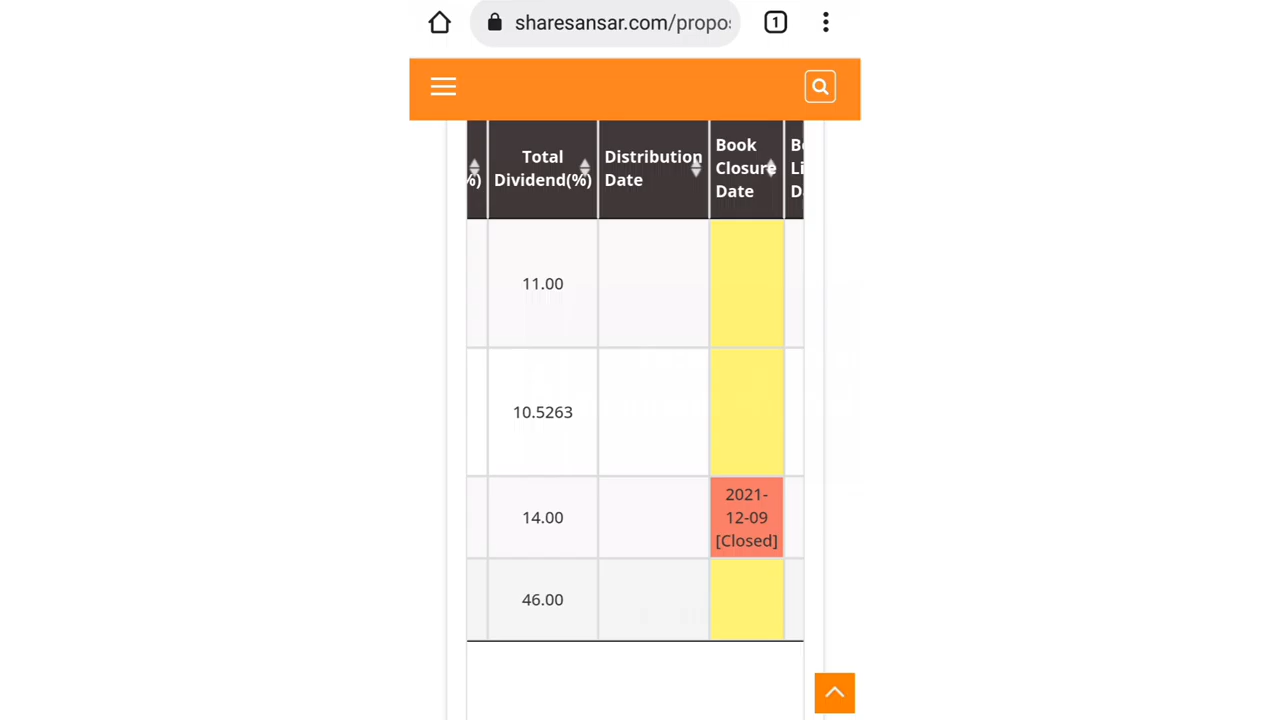 sharesansar.com/propo
1
%)
Total
Dividend(%)
Distribution
Date
Book
Closure
Date
11.00
10.5263
14.00
2021-
12-09
[Closed]
46.00